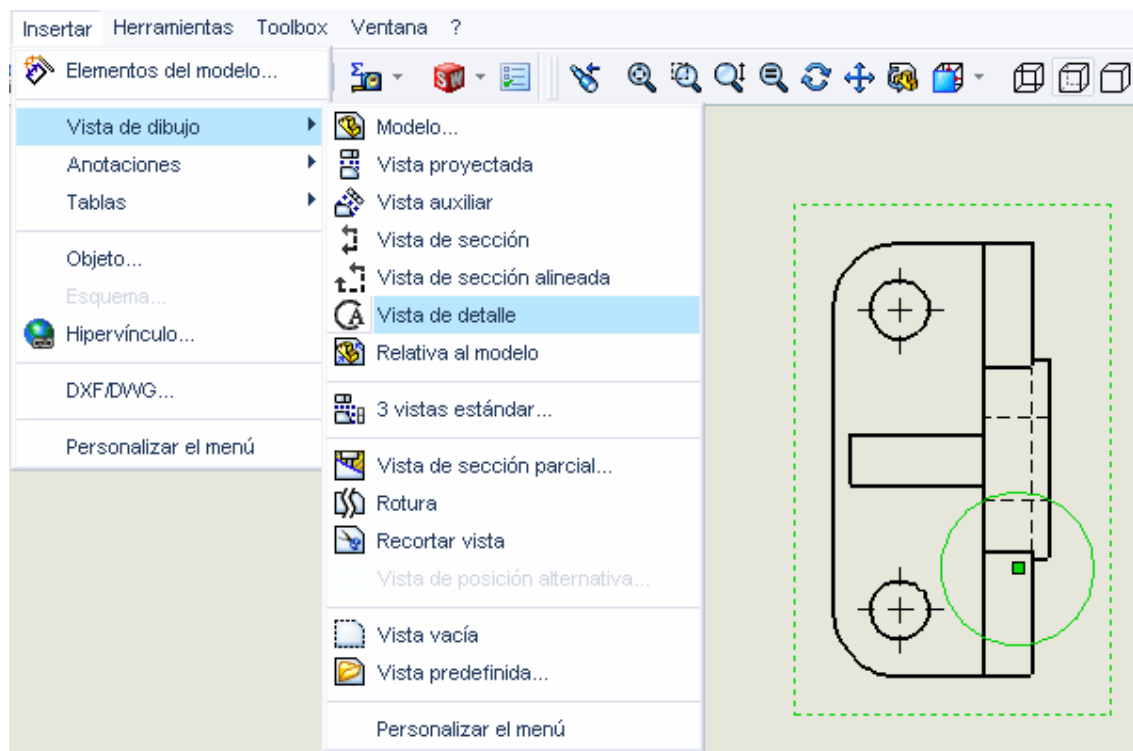 Insertar Herramientas Toolbox Ventana ?
Elementos del modelo...
Vista de dibujo
Anotaciones
Tablas
Objeto...
Esquema...
Hipervínculo...
DXF/DWG...
Personalizar el menú
Modelo...
Vista proyectada
Vista auxiliar
Vista de sección
Vista de sección alineada
Vista de detalle
Relativa al modelo
3 vistas estándar...
Vista de sección parcial...
Rotura
Recortar vista
Vista de posición alternativa...
Vista vacía
Vista predefinida...
Personalizar el menú